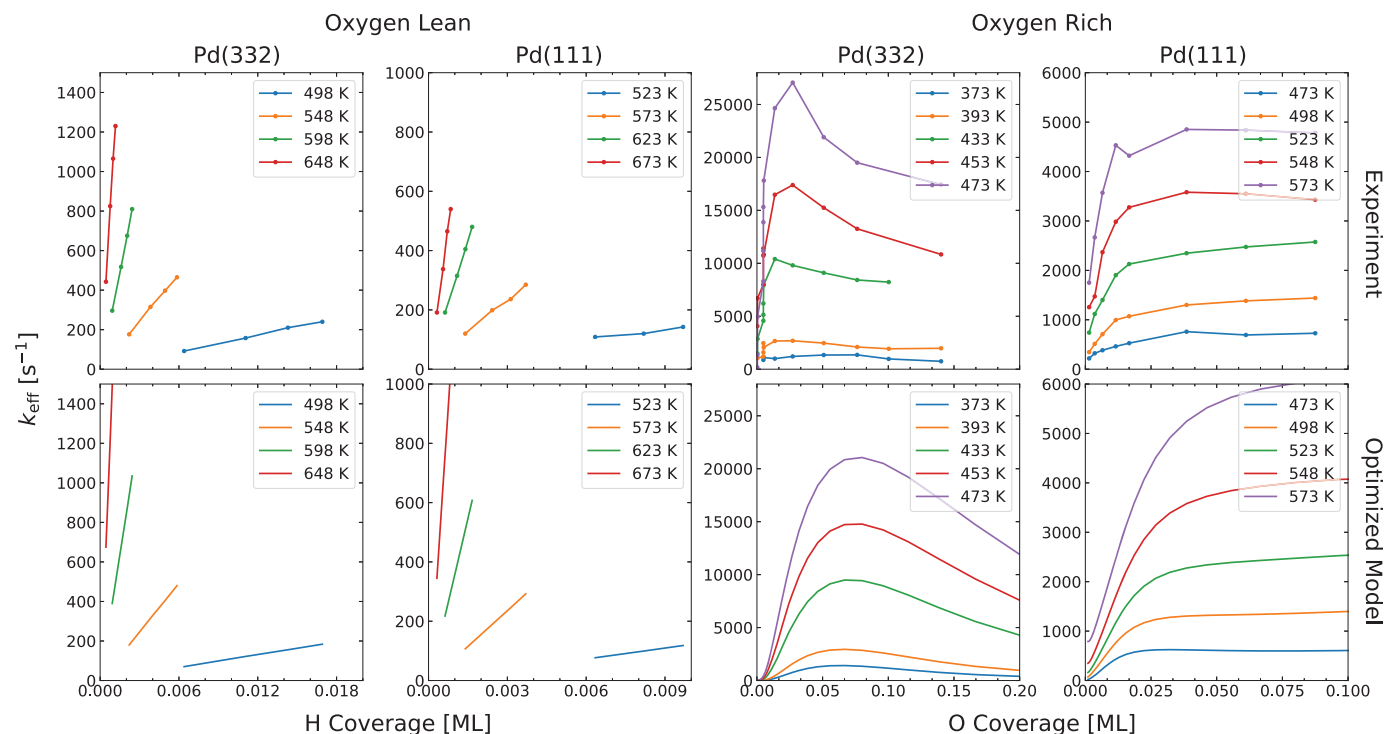 Oxygen Lean
Oxygen Rich
Pd(332)
Pd(111)
Pd(332)
Pd(111)
1400
1200
1000
800
600
400
200
0
498 K
548 K
598 K
648 K
1000
800
600
400
200
0
523 K
573 K
623 K
673 K
25000
20000
15000
10000
5000
0
373 K
393 K
433 K
453 K
473 K
6000
5000
4000
3000
2000
1000
0
473 K
498 K
523 K
548 K
573 K
Experiment
k_eff [s⁻¹]
1400
1200
1000
800
600
400
200
0
498 K
548 K
598 K
648 K
0.000
0.006
0.012
0.018
1000
800
600
400
200
0
523 K
573 K
623 K
673 K
0.000
0.003
0.006
0.009
25000
20000
15000
10000
5000
0
373 K
393 K
433 K
453 K
473 K
0.00
0.05
0.10
0.15
0.20
6000
5000
4000
3000
2000
1000
0
473 K
498 K
523 K
548 K
573 K
0.000
0.025
0.050
0.075
0.100
Optimized Model
H Coverage [ML]
O Coverage [ML]